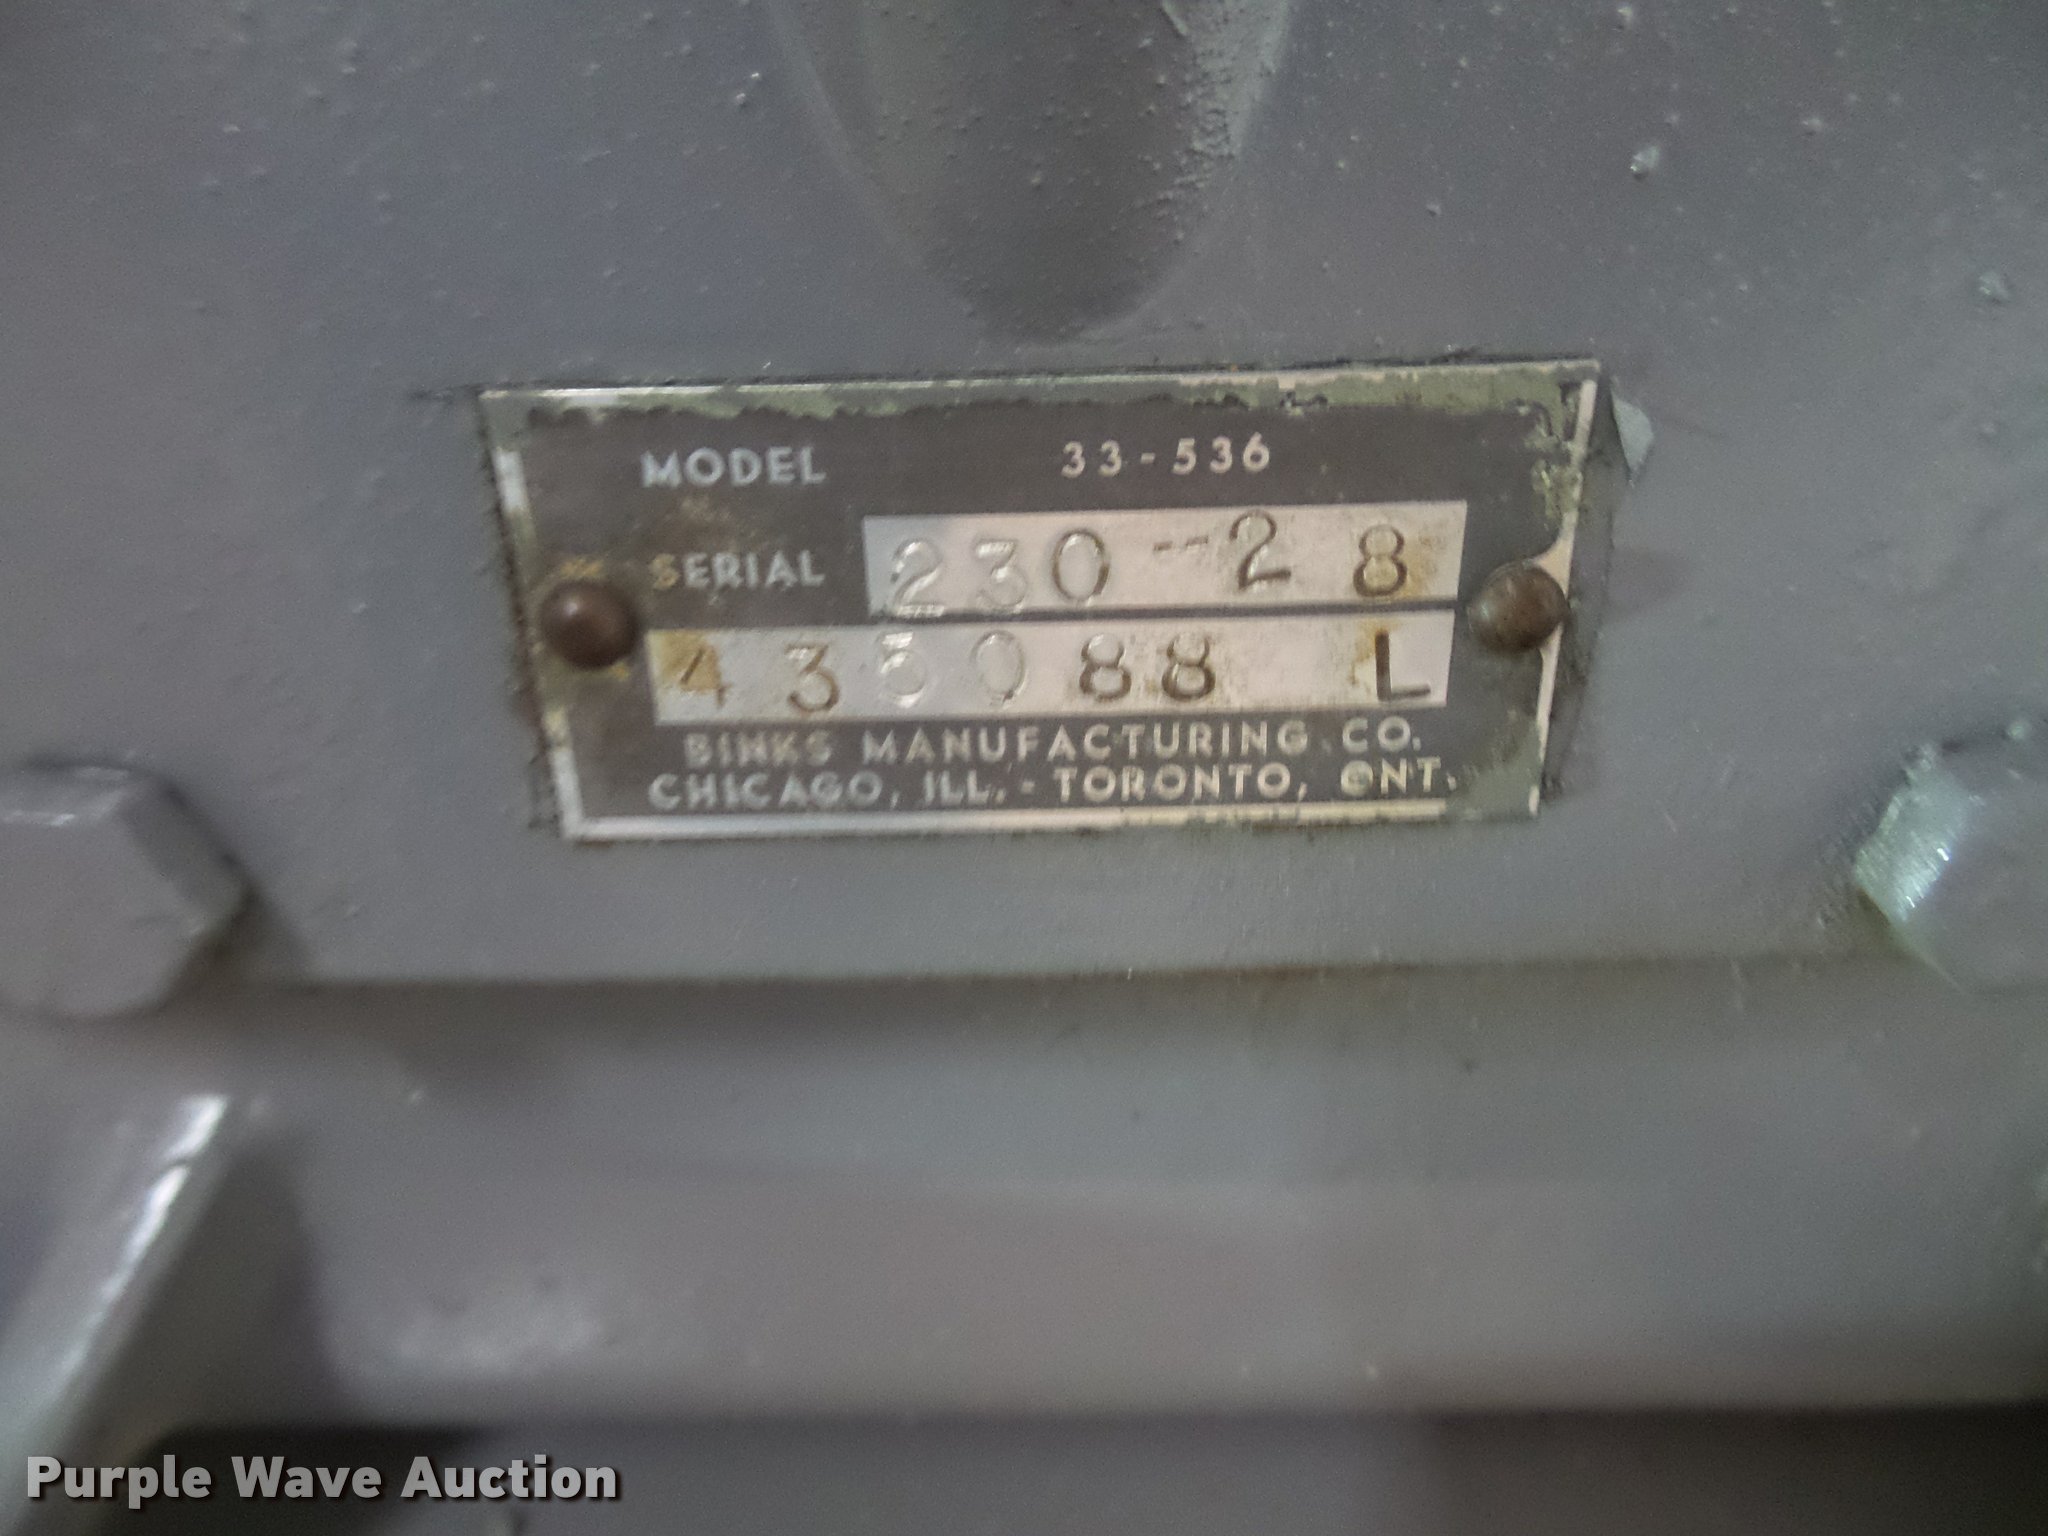 MODEL 33-536
SERIAL 230--28
435088 L
BINKS MANUFACTURING CO.
CHICAGO, ILL. - TORONTO, ONT.
Purple Wave Auction